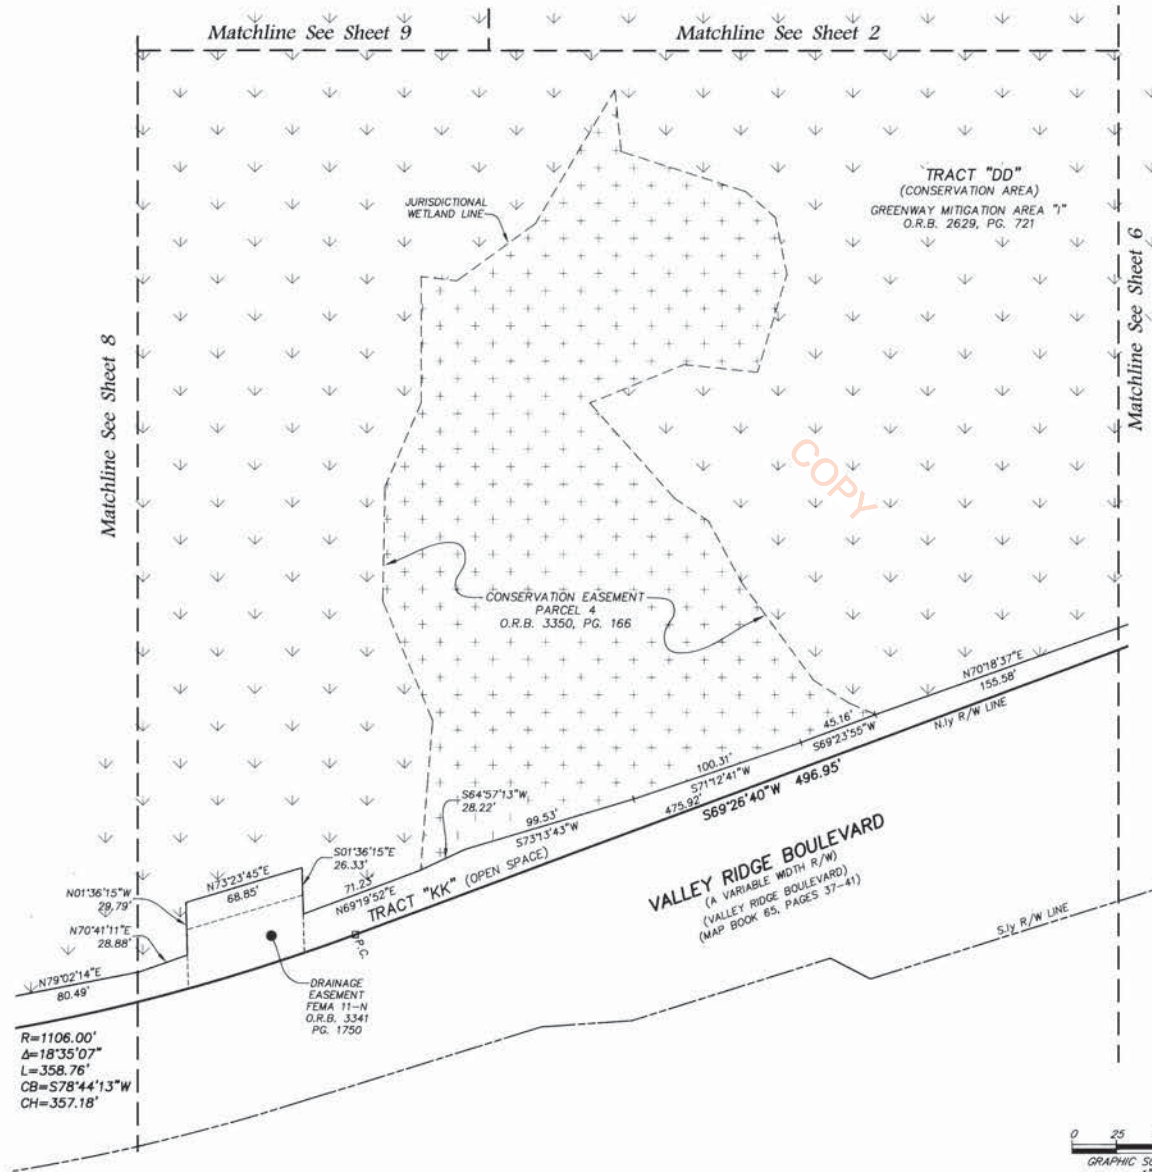 Matchline See Sheet 9
Matchline See Sheet 2
TRACT "DD"
(CONSERVATION AREA)
GREENWAY MITIGATION AREA "I"
O.R.B. 2629, PG. 721
JURISDICTIONAL
WETLAND LINE
Matchline See Sheet 6
Matchline See Sheet 8
COPY
CONSERVATION EASEMENT
PARCEL 4
O.R.B. 3350, PG. 166
N70°18'37"E
155.58'
N.ly R/W LINE
45.16'
S69°23'55"W
100.31'
S71°12'41"W
475.92'
S69°26'40"W 496.95'
S64°57'13"W
28.22'
99.53'
S73°13'43"W
S01°36'15"E
26.33'
71.23'
N69°19'52"E
TRACT "KK" (OPEN SPACE)
P.C.
N73°23'45"E
68.85'
N01°36'15"W
29.79'
N70°41'11"E
28.88'
N79°02'14"E
80.49'
VALLEY RIDGE BOULEVARD
(A VARIABLE WIDTH R/W)
(VALLEY RIDGE BOULEVARD)
(MAP BOOK 65, PAGES 37-41)
S.ly R/W LINE
DRAINAGE
EASEMENT
FEMA 11-N
O.R.B. 3341
PG. 1750
R=1106.00'
Δ=18°35'07"
L=358.76'
CB=S78°44'13"W
CH=357.18'
0 25
GRAPHIC